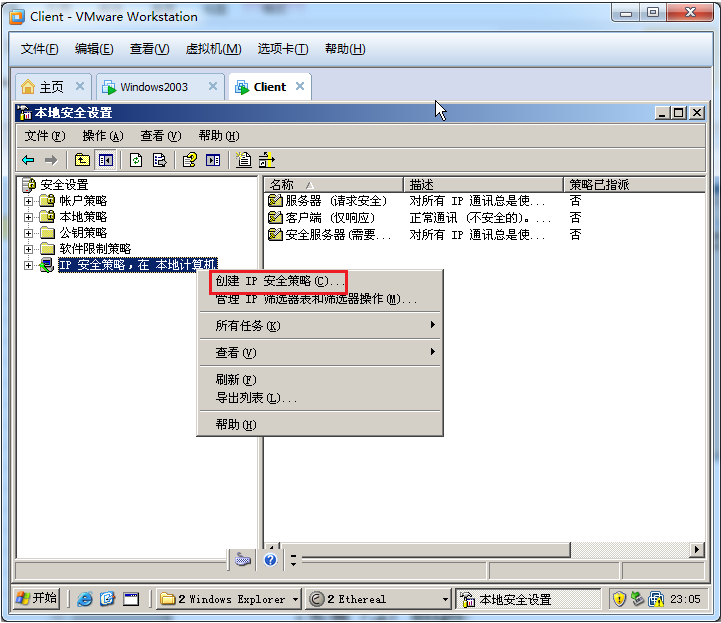 Client - VMware Workstation
文件(F) 编辑(E) 查看(V) 虚拟机(M) 选项卡(T) 帮助(H)
主页 Windows2003 Client
本地安全设置
文件(F) 操作(A) 查看(V) 帮助(H)
安全设置
帐户策略
本地策略
公钥策略
软件限制策略
IP 安全策略，在 本地计算机
名称 描述 策略已指派
服务器 (请求安全) 对所有 IP 通讯总是使... 否
客户端 (仅响应) 正常通讯 (不安全的)。... 否
安全服务器(需要... 对所有 IP 通讯总是使... 否
创建 IP 安全策略(C)...
管理 IP 筛选器表和筛选器操作(M)...
所有任务(K)
查看(V)
刷新(F)
导出列表(L)...
帮助(H)
开始 2 Windows Explorer 2 Ethereal 本地安全设置 23:05